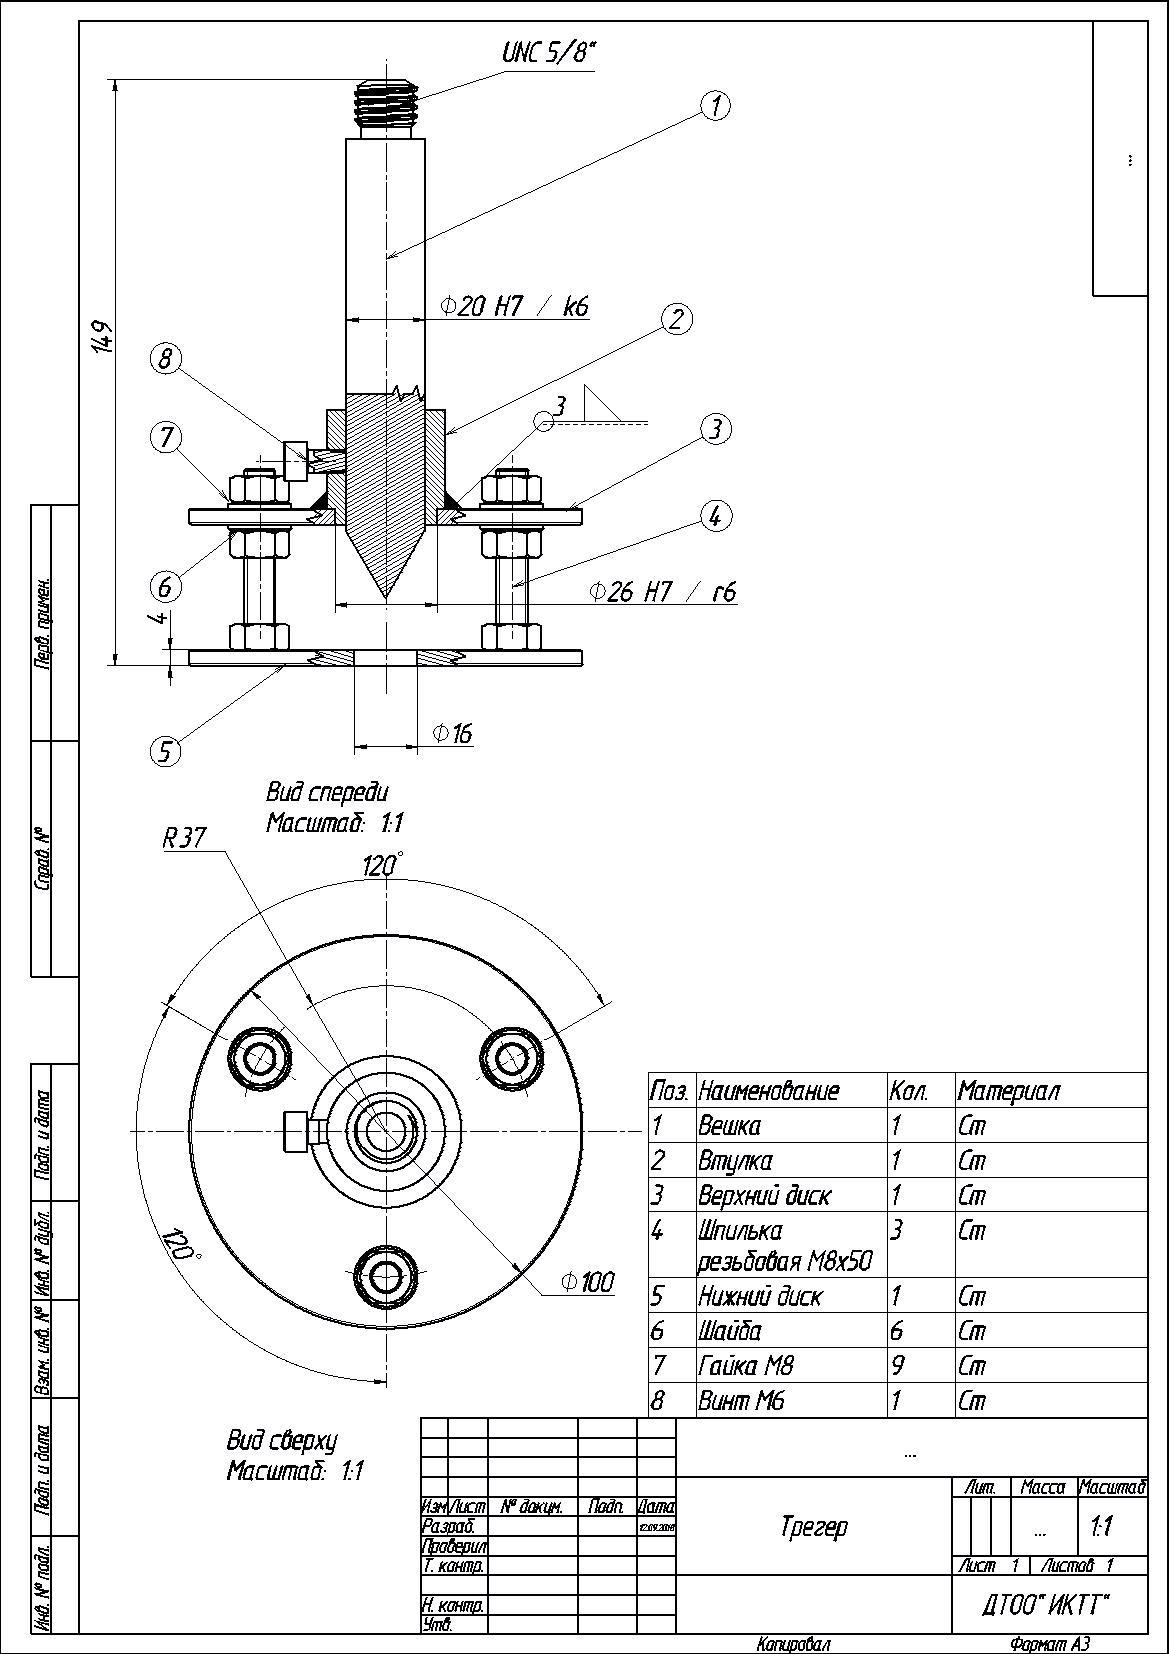 UNC 5/8"
1
⌀20 H7 / k6
2
149
8
3
7
3
4
6
⌀26 H7 / r6
4
⌀16
5
Вид спереди
Масштаб: 1:1
R37
120°
120°
⌀100
Вид сверху
Масштаб: 1:1
...
Перв. примен.
Справ. №
Подп. и дата
Инв. № дубл.
Взам. инв. №
Подп. и дата
Инв. № подл.
Поз. Наименование Кол. Материал
1 Вешка 1 Ст
2 Втулка 1 Ст
3 Верхний диск 1 Ст
4 Шпилька 3 Ст
резьбовая М8х50
5 Нижний диск 1 Ст
6 Шайба 6 Ст
7 Гайка М8 9 Ст
8 Винт М6 1 Ст
...
Изм Лист № докум. Подп. Дата
Разраб.
Проверил
Т. контр.
Н. контр.
Утв.
Трегер
Лит. Масса Масштаб
... 1:1
Лист 1 Листов 1
ДТОО" ИКТТ"
Копировал Формат А3